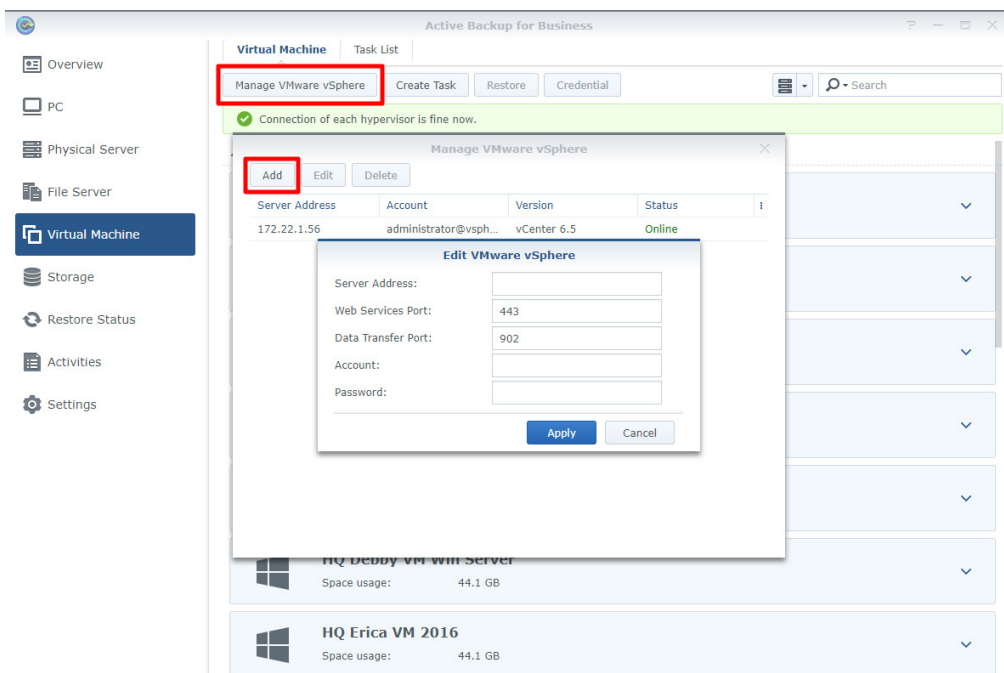 Active Backup for Business
Overview
PC
Physical Server
File Server
Virtual Machine
Storage
Restore Status
Activities
Settings
Virtual Machine Task List
Manage VMware vSphere Create Task Restore Credential Search
Connection of each hypervisor is fine now.
Manage VMware vSphere
Add Edit Delete
Server Address Account Version Status
172.22.1.56 administrator@vsph... vCenter 6.5 Online
Edit VMware vSphere
Server Address:
Web Services Port: 443
Data Transfer Port: 902
Account:
Password:
Apply Cancel
HQ Debby VM Win Server
Space usage: 44.1 GB
HQ Erica VM 2016
Space usage: 44.1 GB